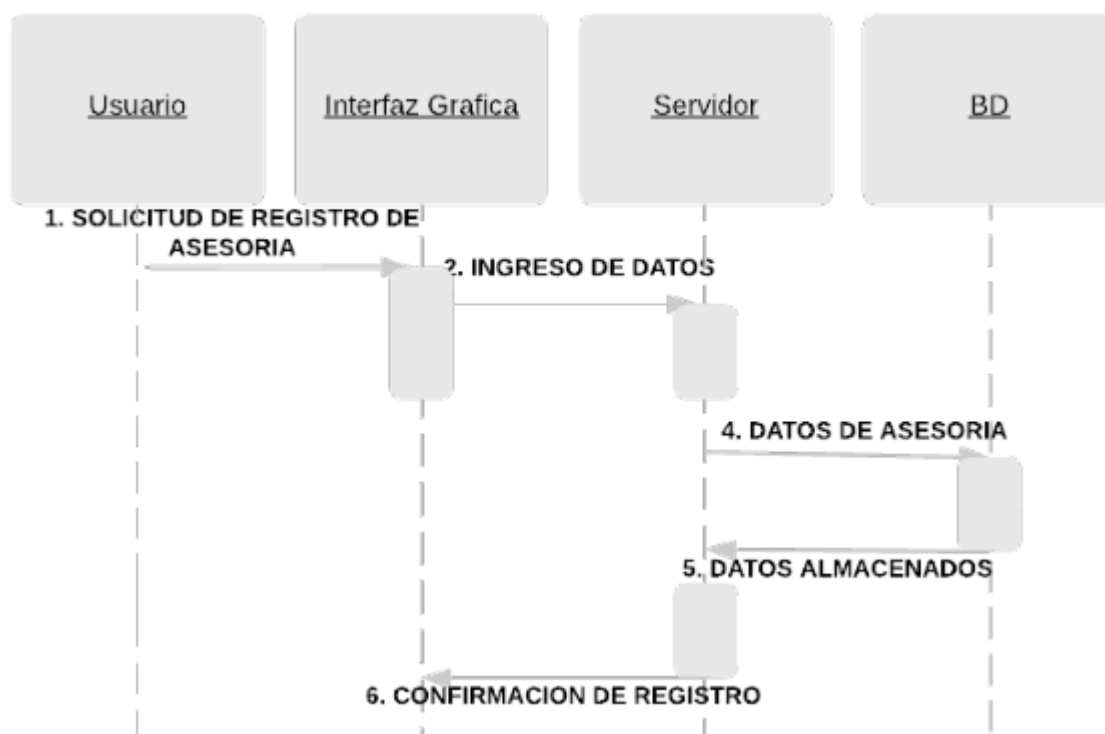 Usuario
Interfaz Grafica
Servidor
BD
1. SOLICITUD DE REGISTRO DE
ASESORIA
2. INGRESO DE DATOS
4. DATOS DE ASESORIA
5. DATOS ALMACENADOS
6. CONFIRMACION DE REGISTRO